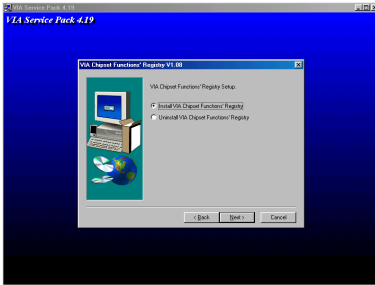 VIA Service Pack 4.19
VIA Service Pack 4.19
VIA Chipset Functions' Registry V1.08
VIA Chipset Functions' Registry Setup:
Install VIA Chipset Functions' Registry
Uninstall VIA Chipset Functions' Registry
< Back
Next >
Cancel